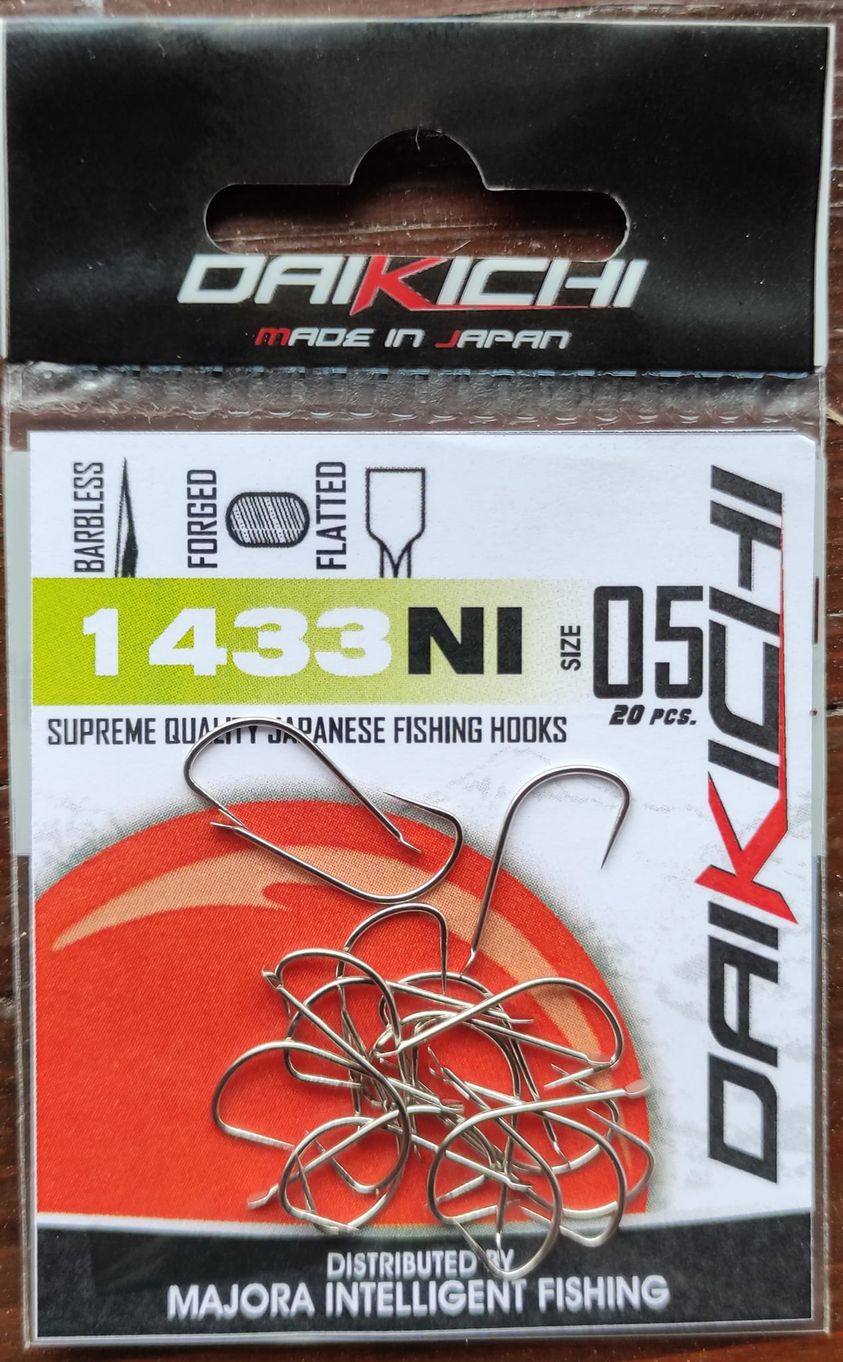 DAIKICHI
MADE IN JAPAN
BARBLESS
FORGED
FLATTED
1433NI
SIZE
05
20 PCS.
SUPREME QUALITY JAPANESE FISHING HOOKS
DAIKICHI
DISTRIBUTED BY
MAJORA INTELLIGENT FISHING